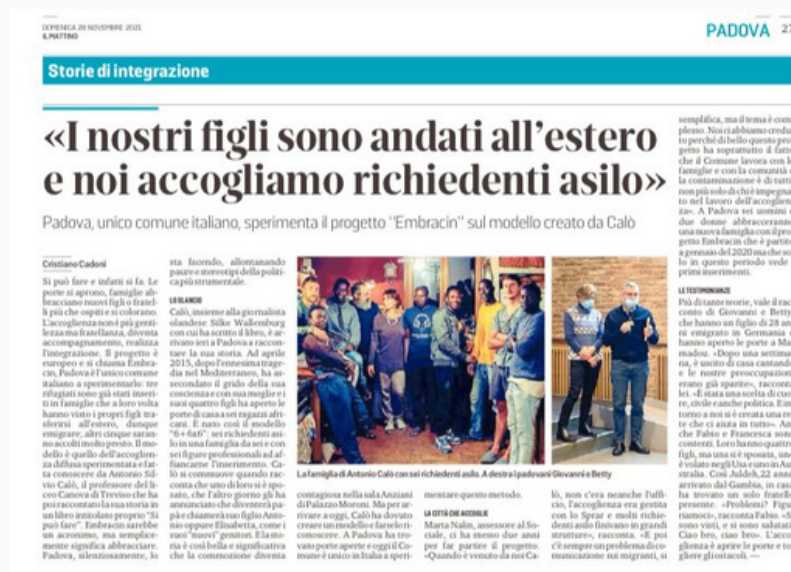 DOMENICA 28 NOVEMBRE 2021
IL MATTINO
PADOVA
27
Storie di integrazione
«I nostri figli sono andati all'estero
e noi accogliamo richiedenti asilo»
Padova, unico comune italiano, sperimenta il progetto "Embracin" sul modello creato da Calò
Cristiano Cadoni
Si può fare e infatti si fa. Le
porte si aprono, famiglie ab-
bracciano nuovi figli o fratel-
li più che ospiti e si colorano.
L'accoglienza non è più genti-
lezza ma fratellanza, diventa
accompagnamento, realizza
l'integrazione. Il progetto è
europeo e si chiama Embra-
cin, Padova è l'unico comune
italiano a sperimentarlo: tre
rifugiati sono già stati inseri-
ti in famiglie che a loro volta
hanno visto i propri figli tra-
sferirsi all'estero, dunque
emigrare; altri cinque saran-
no accolti molto presto. Il mo-
dello è quello dell'accoglien-
za diffusa sperimentata e fat-
ta conoscere da Antonio Sil-
vio Calò, il professore del li-
ceo Canova di Treviso che ha
poi raccontato la sua storia in
un libro intitolato proprio "Si
può fare". Embracin sarebbe
un acronimo, ma semplice-
mente significa abbracciare.
Padova, silenziosamente, lo
sta facendo, allontanando
paure e stereotipi della politi-
ca più strumentale.
LO SLANCIO
Calò, insieme alla giornalista
olandese Silke Wallenburg
con cui ha scritto il libro, è ar-
rivato ieri a Padova a raccon-
tare la sua storia. Ad aprile
2015, dopo l'ennesima trage-
dia nel Mediterraneo, ha as-
secondato il grido della sua
coscienza e con sua moglie e i
suoi quattro figli ha aperto le
porte di casa a sei ragazzi afri-
cani. È nato così il modello
"6+6x6": sei richiedenti asi-
lo in una famiglia da sei e con
sei figure professionali ad af-
fiancarne l'inserimento. Ca-
lò si commuove quando rac-
conta che uno di loro si è spo-
sato, che l'altro giorno gli ha
annunciato che diventerà pa-
pà e chiamerà suo figlio Anto-
nio oppure Elisabetta, come i
suoi "nuovi" genitori. E la sto-
ria è così bella e significativa
che la commozione diventa
La famiglia di Antonio Calò con sei richiedenti asilo. A destra i padovani Giovanni e Betty
contagiosa nella sala Anziani
di Palazzo Moroni. Ma per ar-
rivare a oggi, Calò ha dovuto
creare un modello e farselo ri-
conoscere. A Padova ha tro-
vato porte aperte e oggi il Co-
mune è unico in Italia a speri-
mentare questo metodo.
LA CITTÀ CHE ACCOGLIE
Marta Nalin, assessore al So-
ciale, ci ha messo due anni
per far partire il progetto.
«Quando è venuto da noi Ca-
lò, non c'era neanche l'uffi-
cio, l'accoglienza era gestita
con lo Sprar e molti richie-
denti asilo finivano in grandi
strutture», racconta. «E poi
c'è sempre un problema di co-
municazione sui migranti, si
semplifica, ma il tema è com
plesso. Noi ci abbiamo credu
to perché di bello questo pro
getto ha soprattutto il fatto
che il Comune lavora con le
famiglie e con la comunità e
la contaminazione è di tutti
non più solo di chi è impegna
to nel lavoro dell'accoglien
za». A Padova sei uomini e
due donne abbracceranno
una nuova famiglia con il pro
getto Embracin che è partito
a gennaio del 2020 ma che so
lo in questo periodo vede
primi inserimenti.
LE TESTIMONIANZE
Più di tante teorie, vale il rac
conto di Giovanni e Betty
che hanno un figlio di 28 an
ni emigrato in Germania e
hanno aperto le porte a Ma
madou. «Dopo una settima
na, è uscito di casa cantando
e le nostre preoccupazion
erano già sparite», raccont
lei. «È stata una scelta di cuo
re, civile e anche politica. E in
torno a noi si è creata una re
te che ci aiuta in tutto». An
che Fabio e Francesca sono
contenti. Loro hanno quattro
figli, ma una si è sposata, uno
è volato negli Usa e uno in Au
stralia. Così Juldeh, 22 anni
arrivato dal Gambia, in casa
ha trovato un solo fratello
presente. «Problemi? Figu
riamoci», racconta Fabio. «S
sono visti, e si sono salutati
Ciao bro, ciao bro». L'acco
glienza è aprire le porte e to
gliere gli ostacoli. —